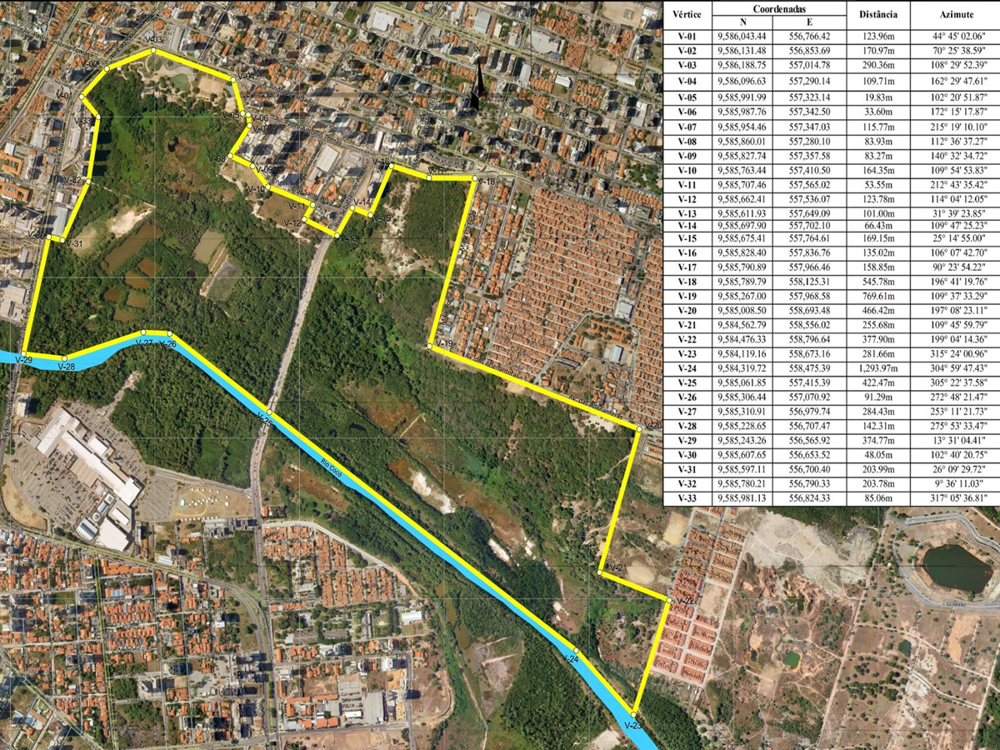 Vértice Coordenadas Distância Azimute
N E
V-01 9,586,043.44 556,766.42 123.96m 44° 45' 02.06"
V-02 9,586,131.48 556,853.69 170.97m 70° 25' 38.59"
V-03 9,586,188.75 557,014.78 290.36m 108° 29' 52.39"
V-04 9,586,096.63 557,290.14 109.71m 162° 29' 47.61"
V-05 9,585,991.99 557,323.14 19.83m 102° 20' 51.87"
V-06 9,585,987.76 557,342.50 33.60m 172° 15' 17.87"
V-07 9,585,954.46 557,347.03 115.77m 215° 19' 10.10"
V-08 9,585,860.01 557,280.10 83.93m 112° 36' 37.27"
V-09 9,585,827.74 557,357.58 83.27m 140° 32' 34.72"
V-10 9,585,763.44 557,410.50 164.35m 109° 54' 53.83"
V-11 9,585,707.46 557,565.02 53.55m 212° 43' 35.42"
V-12 9,585,662.41 557,536.07 123.78m 114° 04' 12.05"
V-13 9,585,611.93 557,649.09 101.00m 31° 39' 23.85"
V-14 9,585,697.90 557,702.10 66.43m 109° 47' 25.23"
V-15 9,585,675.41 557,764.61 169.15m 25° 14' 55.00"
V-16 9,585,828.40 557,836.76 135.02m 106° 07' 42.70"
V-17 9,585,790.89 557,966.46 158.85m 90° 23' 54.22"
V-18 9,585,789.79 558,125.31 545.78m 196° 41' 19.76"
V-19 9,585,267.00 557,968.58 769.61m 109° 37' 33.29"
V-20 9,585,008.50 558,693.48 466.42m 197° 08' 23.11"
V-21 9,584,562.79 558,556.02 255.68m 109° 45' 59.79"
V-22 9,584,476.33 558,796.64 377.90m 199° 04' 14.36"
V-23 9,584,119.16 558,673.16 281.66m 315° 24' 00.96"
V-24 9,584,319.72 558,475.39 1,293.97m 304° 59' 47.43"
V-25 9,585,061.85 557,415.39 422.47m 305° 22' 37.58"
V-26 9,585,306.44 557,070.92 91.29m 272° 48' 21.47"
V-27 9,585,310.91 556,979.74 284.43m 253° 11' 21.73"
V-28 9,585,228.65 556,707.47 142.31m 275° 53' 33.47"
V-29 9,585,243.26 556,565.92 374.77m 13° 31' 04.41"
V-30 9,585,607.65 556,653.52 48.05m 102° 40' 20.75"
V-31 9,585,597.11 556,700.40 203.99m 26° 09' 29.72"
V-32 9,585,780.21 556,790.33 203.78m 9° 36' 11.03"
V-33 9,585,981.13 556,824.33 85.06m 317° 05' 36.81"
V-03
V-02
V-04
V-01
V-05
V-06
V-33
V-07
V-08
V-16
V-09
V-17
V-18
V-32
V-10
V-11
V-14
V-12
V-15
V-13
V-30
V-31
V-27
V-26
V-19
V-29
V-28
V-25
V-20
Rio Cocó
V-21
V-22
V-24
V-23